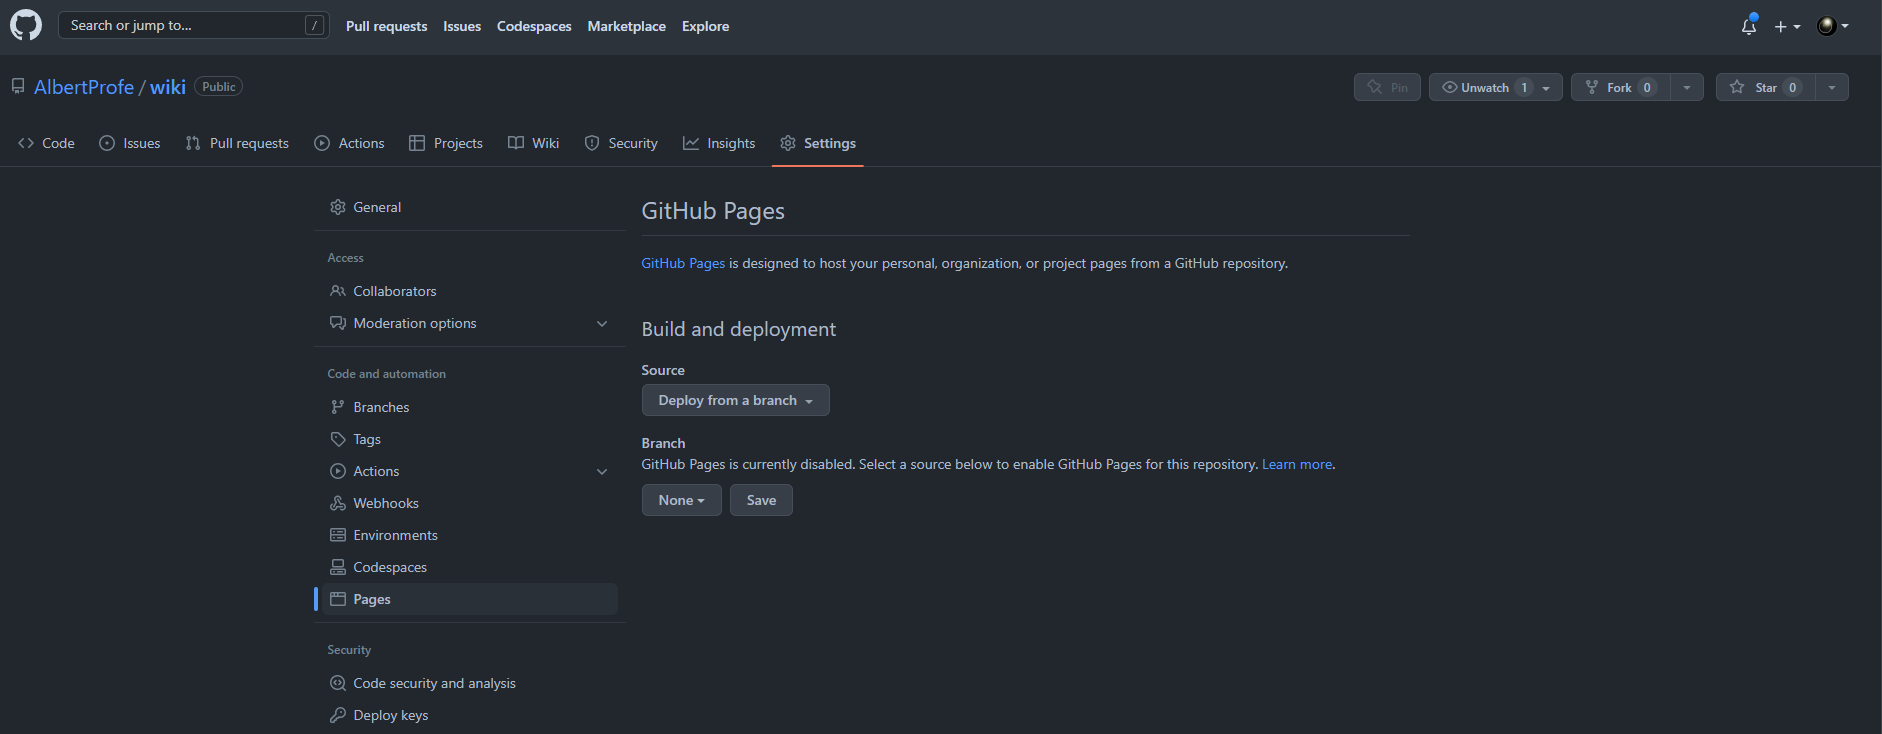 Search or jump to... /
Pull requests Issues Codespaces Marketplace Explore
AlbertProfe / wiki Public
Pin Unwatch 1 Fork 0 Star 0
Code Issues Pull requests Actions Projects Wiki Security Insights Settings
General
Access
Collaborators
Moderation options
Code and automation
Branches
Tags
Actions
Webhooks
Environments
Codespaces
Pages
Security
Code security and analysis
Deploy keys
GitHub Pages
GitHub Pages is designed to host your personal, organization, or project pages from a GitHub repository.
Build and deployment
Source
Deploy from a branch
Branch
GitHub Pages is currently disabled. Select a source below to enable GitHub Pages for this repository. Learn more.
None Save